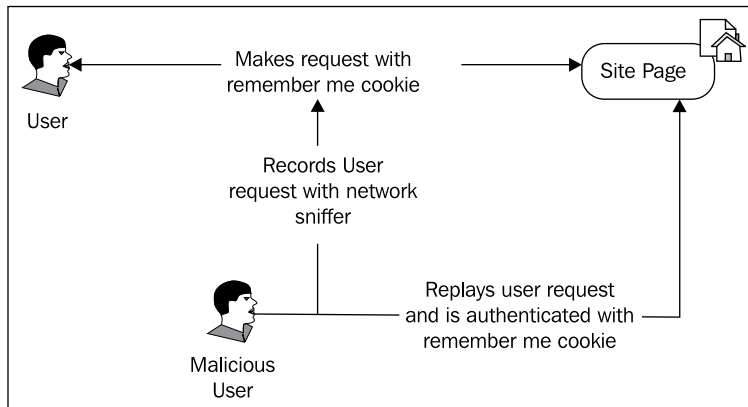 Makes request with
remember me cookie
Site Page
User
Records User
request with network
sniffer
Replays user request
and is authenticated with
remember me cookie
Malicious
User